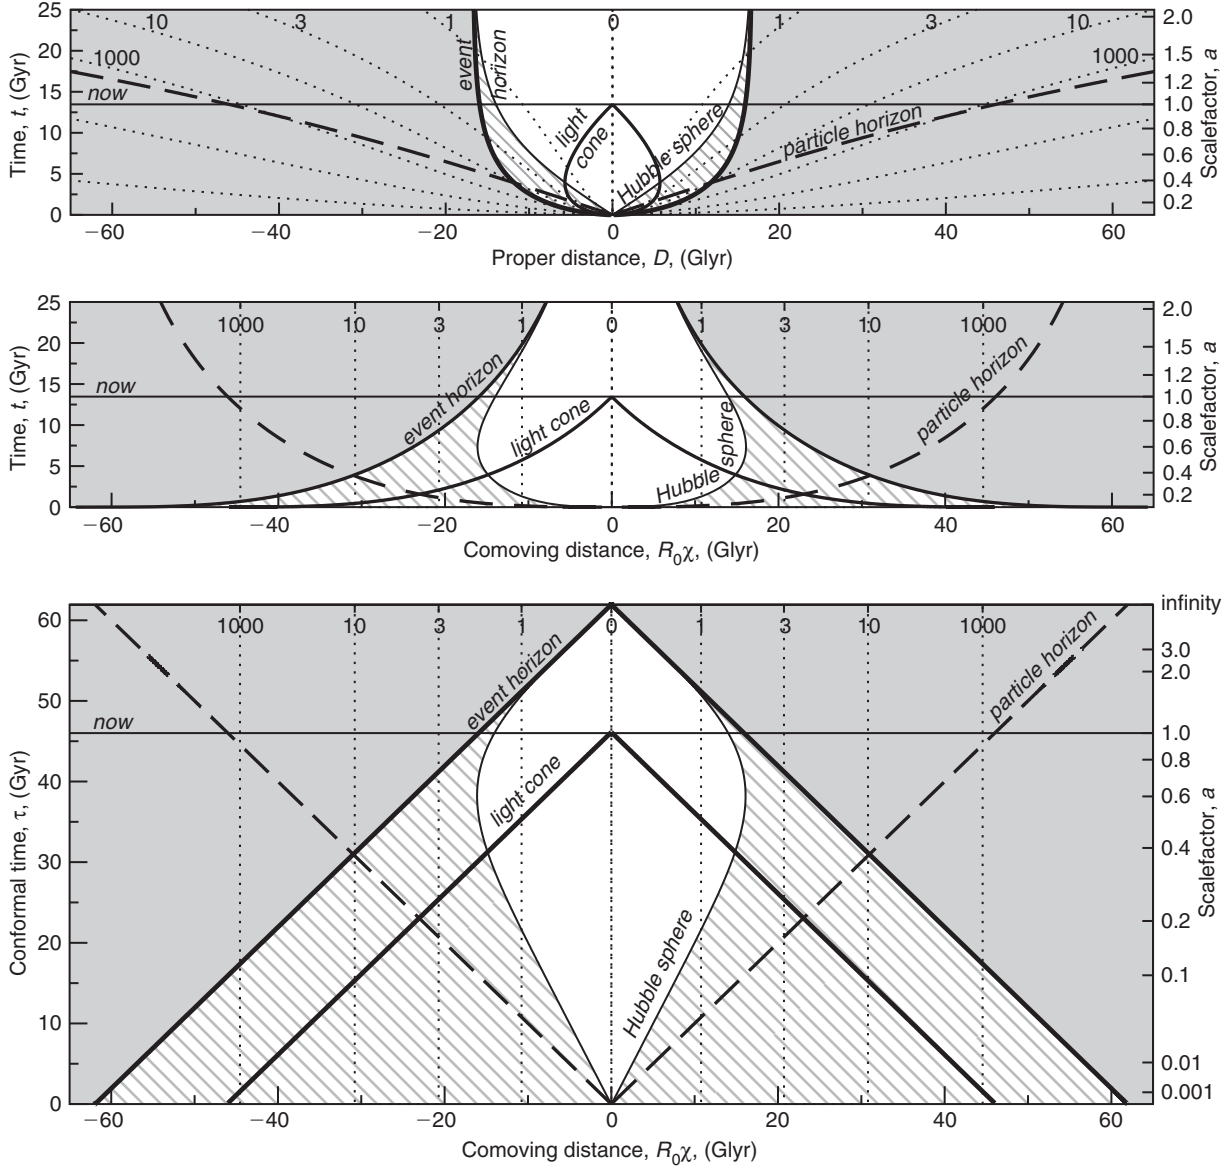 25
20
15
10
5
0
Time, t, (Gyr)
10
3
1
0
1
3
10
1000
1000
now
event
horizon
light
cone
Hubble sphere
particle horizon
2.0
1.5
1.2
1.0
0.8
0.6
0.4
0.2
Scalefactor, a
−60 −40 −20 0 20 40 60
Proper distance, D, (Glyr)
25
20
15
10
5
0
Time, t, (Gyr)
1000 10 3 1 0 1 3 10 1000
now
event horizon
light cone
Hubble sphere
particle horizon
2.0
1.5
1.2
1.0
0.8
0.6
0.4
0.2
Scalefactor, a
−60 −40 −20 0 20 40 60
Comoving distance, R₀χ, (Glyr)
60
50
40
30
20
10
0
Conformal time, τ, (Gyr)
1000 10 3 1 0 1 3 10 1000
now
event horizon
light cone
Hubble sphere
particle horizon
infinity
3.0
2.0
1.0
0.8
0.6
0.4
0.2
0.1
0.01
0.001
Scalefactor, a
−60 −40 −20 0 20 40 60
Comoving distance, R₀χ, (Glyr)